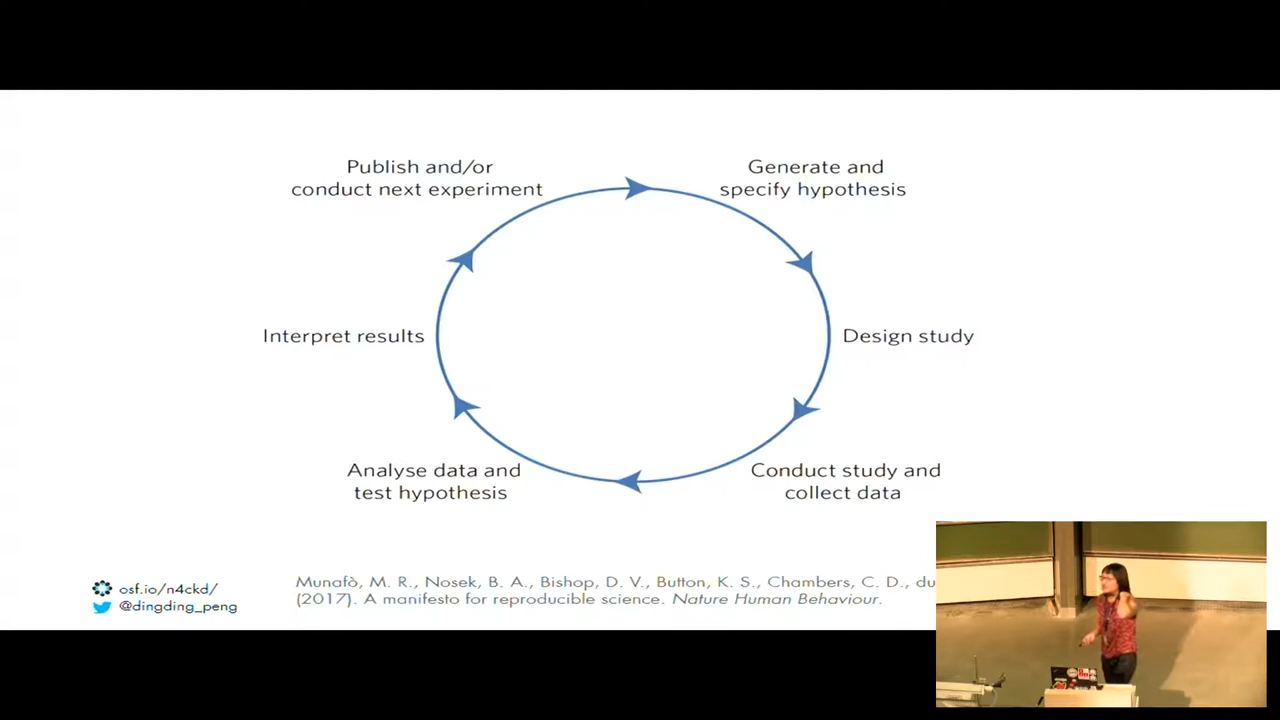 Publish and/or
conduct next experiment
Generate and
specify hypothesis
Interpret results
Design study
Analyse data and
test hypothesis
Conduct study and
collect data
osf.io/n4ckd/
@dingding_peng
Munafò, M. R., Nosek, B. A., Bishop, D. V., Button, K. S., Chambers, C. D., du
(2017). A manifesto for reproducible science. Nature Human Behaviour.